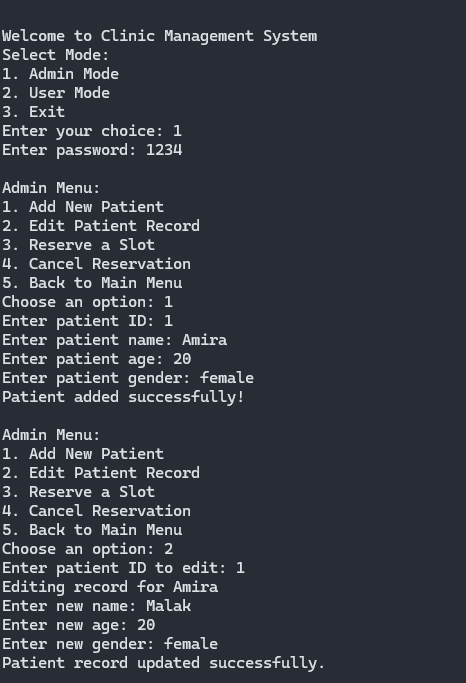 Welcome to Clinic Management System
Select Mode:
1. Admin Mode
2. User Mode
3. Exit
Enter your choice: 1
Enter password: 1234
Admin Menu:
1. Add New Patient
2. Edit Patient Record
3. Reserve a Slot
4. Cancel Reservation
5. Back to Main Menu
Choose an option: 1
Enter patient ID: 1
Enter patient name: Amira
Enter patient age: 20
Enter patient gender: female
Patient added successfully!
Admin Menu:
1. Add New Patient
2. Edit Patient Record
3. Reserve a Slot
4. Cancel Reservation
5. Back to Main Menu
Choose an option: 2
Enter patient ID to edit: 1
Editing record for Amira
Enter new name: Malak
Enter new age: 20
Enter new gender: female
Patient record updated successfully.